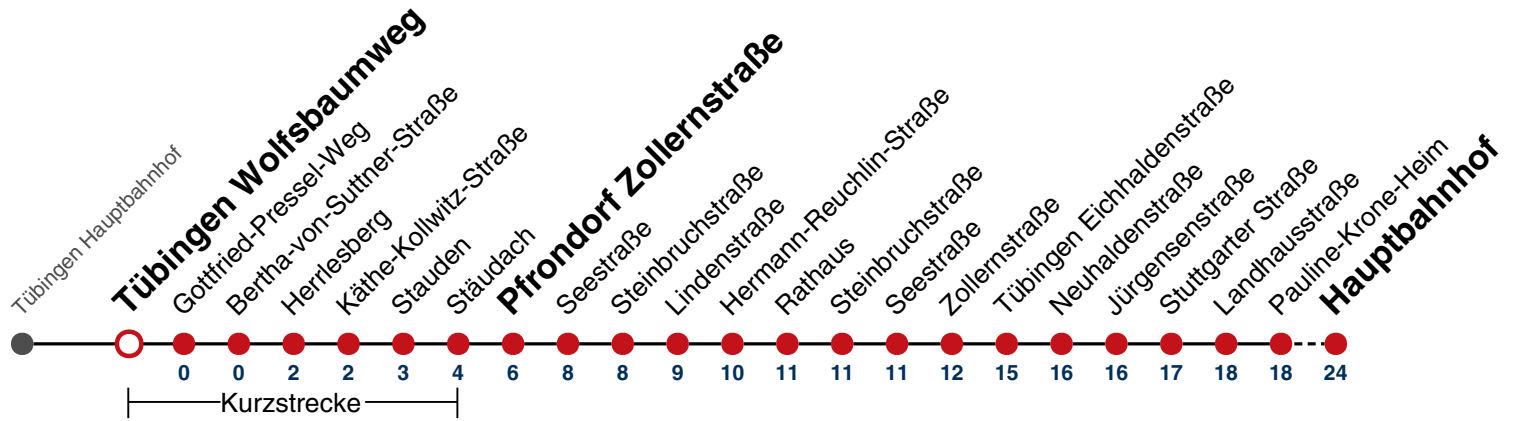 Tübingen Hauptbahnhof
Tübingen Wolfsbaumweg
Gottfried-Pressel-Weg
Bertha-von-Suttner-Straße
Herrlesberg
Käthe-Kollwitz-Straße
Stauden
Stäudach
Pfrondorf Zollernstraße
Seestraße
Steinbruchstraße
Lindenstraße
Hermann-Reuchlin-Straße
Rathaus
Steinbruchstraße
Seestraße
Zollernstraße
Tübingen Eichhaldenstraße
Neuhaldenstraße
Jürgensenstraße
Stuttgarter Straße
Landhausstraße
Pauline-Krone-Heim
Hauptbahnhof
0 0 2 2 3 4 6 8 8 9 10 11 11 11 12 15 16 16 17 18 18 24
Kurzstrecke